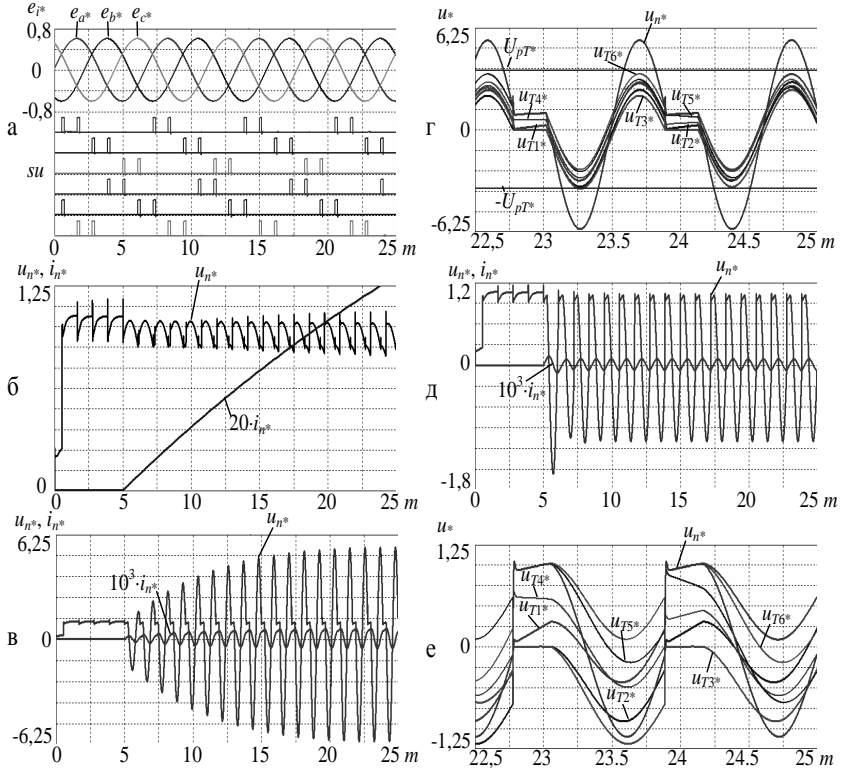 e_i*
e_a* e_b* e_c*
0,8
0
-0,8
а
su
0 5 10 15 20 25 m
u_n*, i_n*
1,25
u_n*
20·i_n*
б
0
0 5 10 15 20 m
u_n*, i_n*
6,25
u_n*
10³·i_n*
в
0
-6,25
0 5 10 15 20 25 m
u*
6,25
u_n*
U_pT*
u_T6*
u_T4*
u_T5*
u_T3*
г
0
u_T1*
u_T2*
-U_pT*
-6,25
22,5 23 23.5 24 24.5 25 m
u_n*, i_n*
1,2
u_n*
0
10³·i_n*
д
-1,8
0 5 10 15 20 25 m
u*
1,25
u_n*
u_T4*
u_T1*
u_T5*
u_T6*
е
0
u_T2*
u_T3*
-1,25
22,5 23 23.5 24 24.5 25 m